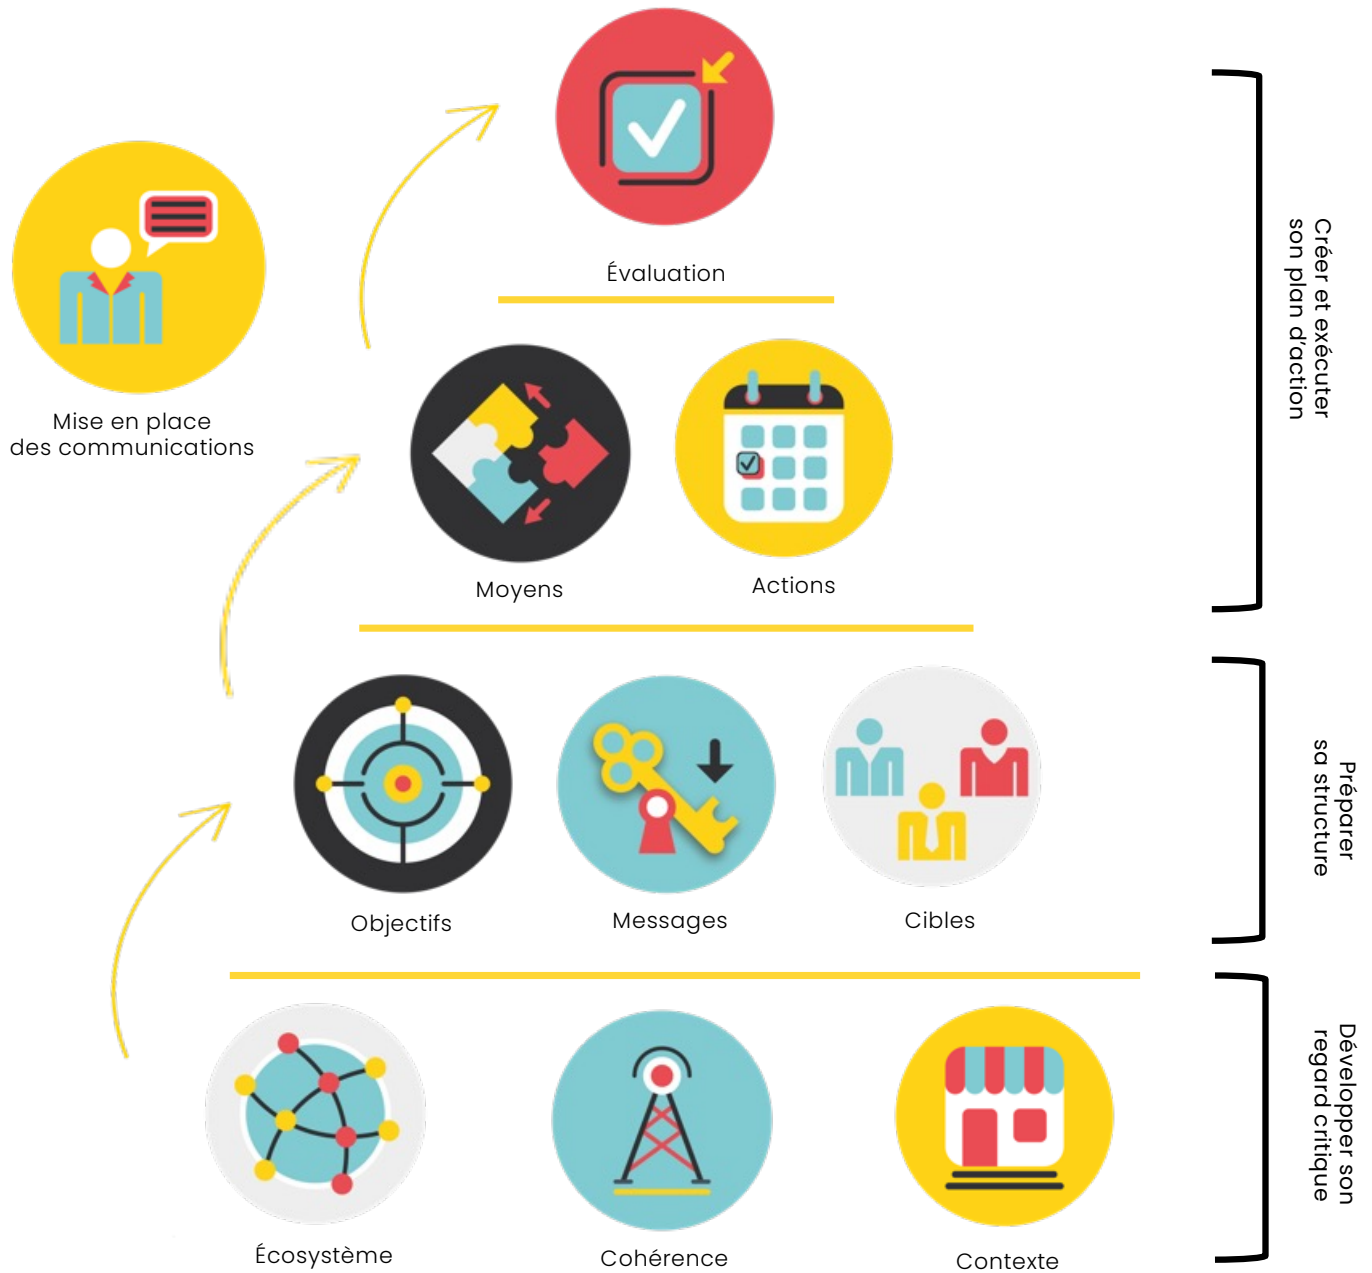 Évaluation
Mise en place
des communications
Moyens
Actions
Créer et exécuter
son plan d'action
Objectifs
Messages
Cibles
Préparer
sa structure
Écosystème
Cohérence
Contexte
Développer son
regard critique